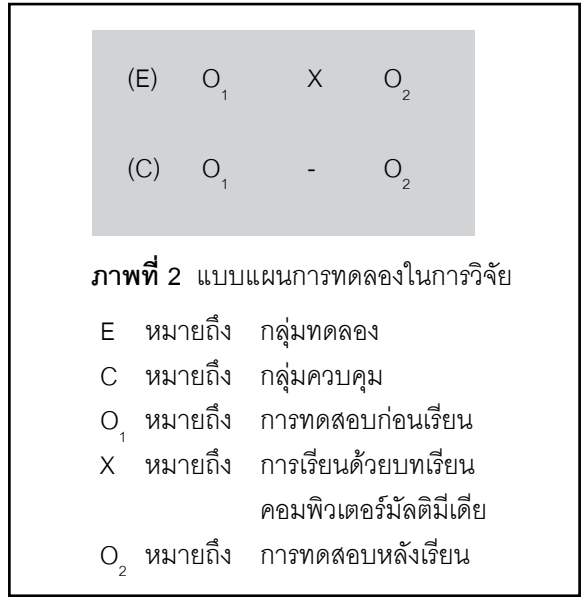 (E) O₁ X O₂
(C) O₁ - O₂
ภาพที่ 2 แบบแผนการทดลองในการวิจัย
E หมายถึง กลุ่มทดลอง
C หมายถึง กลุ่มควบคุม
O₁ หมายถึง การทดสอบก่อนเรียน
X หมายถึง การเรียนด้วยบทเรียน
คอมพิวเตอร์มัลติมีเดีย
O₂ หมายถึง การทดสอบหลังเรียน